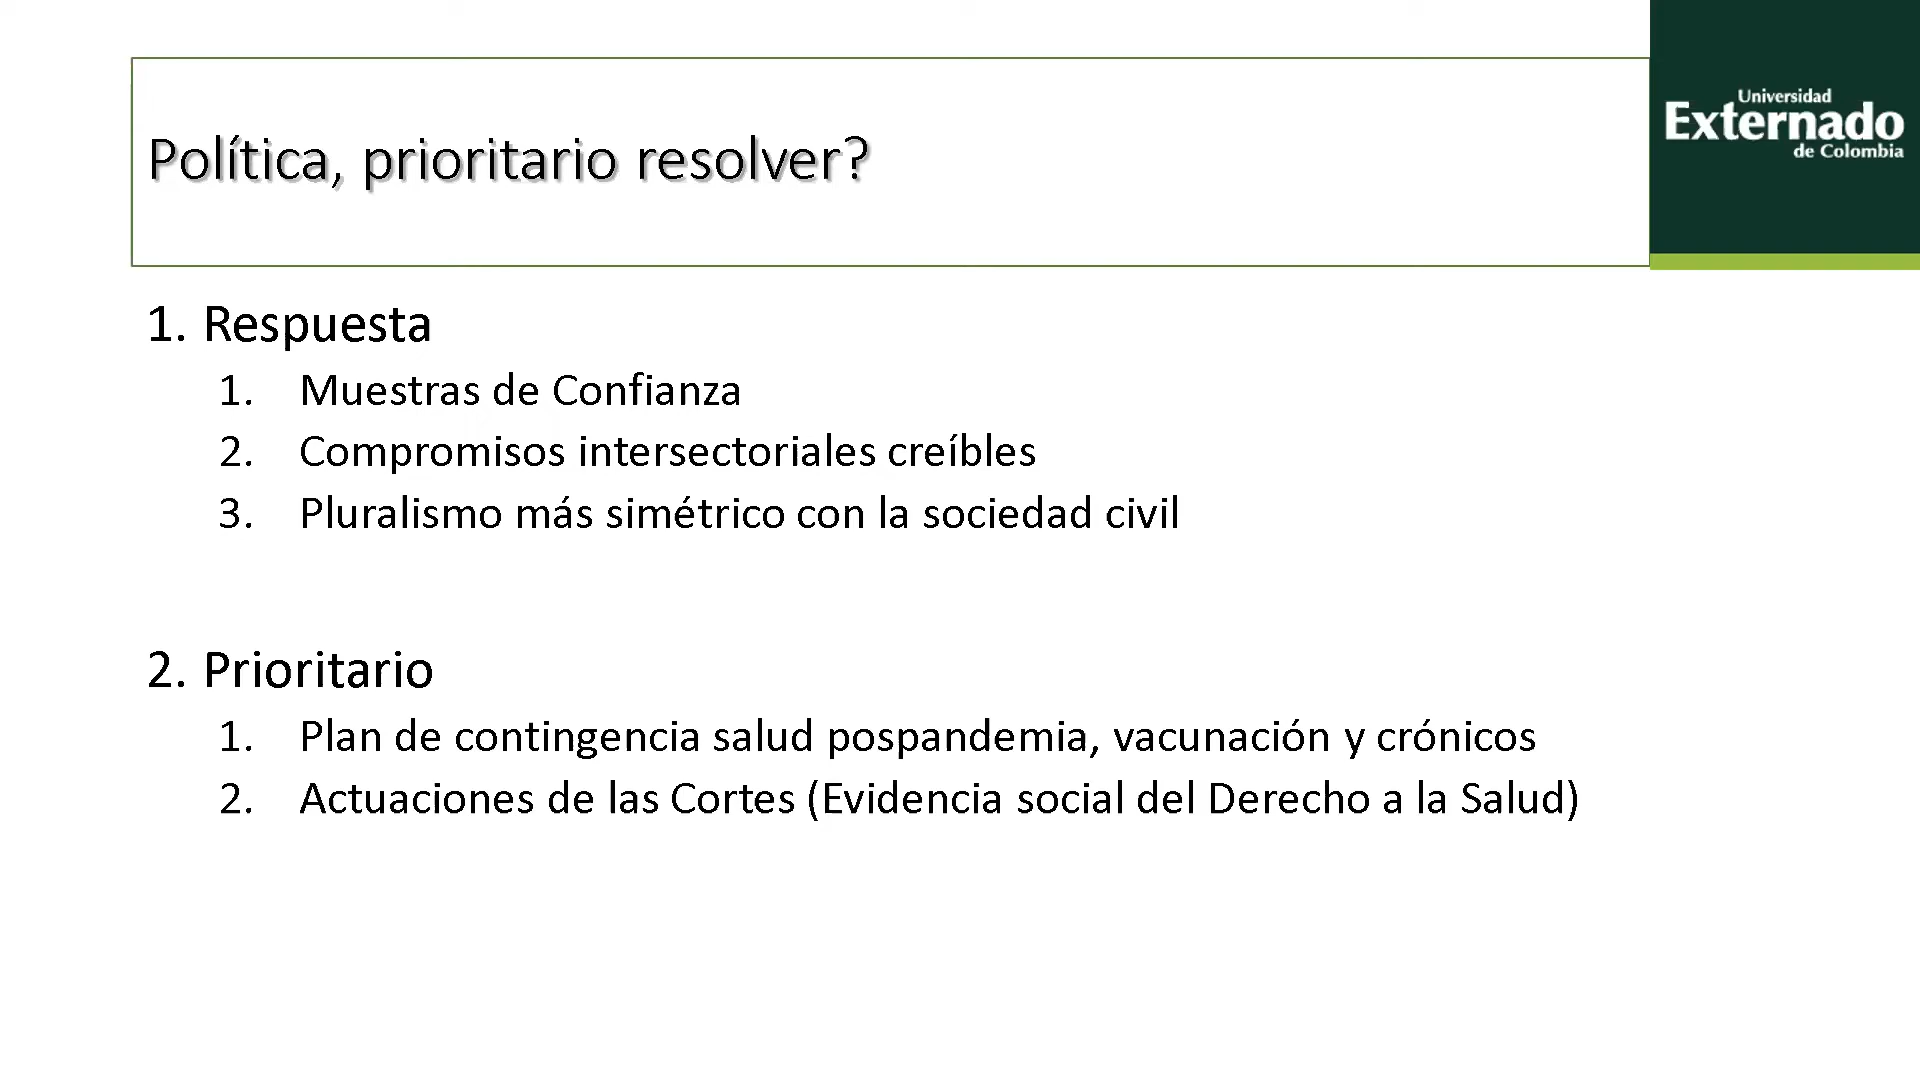 Universidad
Externado
de Colombia
Política, prioritario resolver?
1. Respuesta
1. Muestras de Confianza
2. Compromisos intersectoriales creíbles
3. Pluralismo más simétrico con la sociedad civil
2. Prioritario
1. Plan de contingencia salud pospandemia, vacunación y crónicos
2. Actuaciones de las Cortes (Evidencia social del Derecho a la Salud)